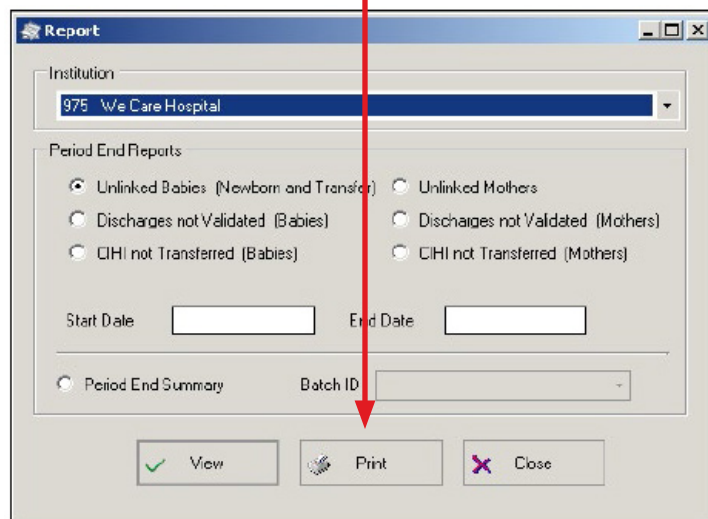 Report
Institution
975 We Care Hospital
Period End Reports
Unlinked Babies (Newborn and Transfer) Unlinked Mothers
Discharges not Validated (Babies) Discharges not Validated (Mothers)
CIHI not Transferred (Babies) CIHI not Transferred (Mothers)
Start Date End Date
Period End Summary Batch ID
View Print Close